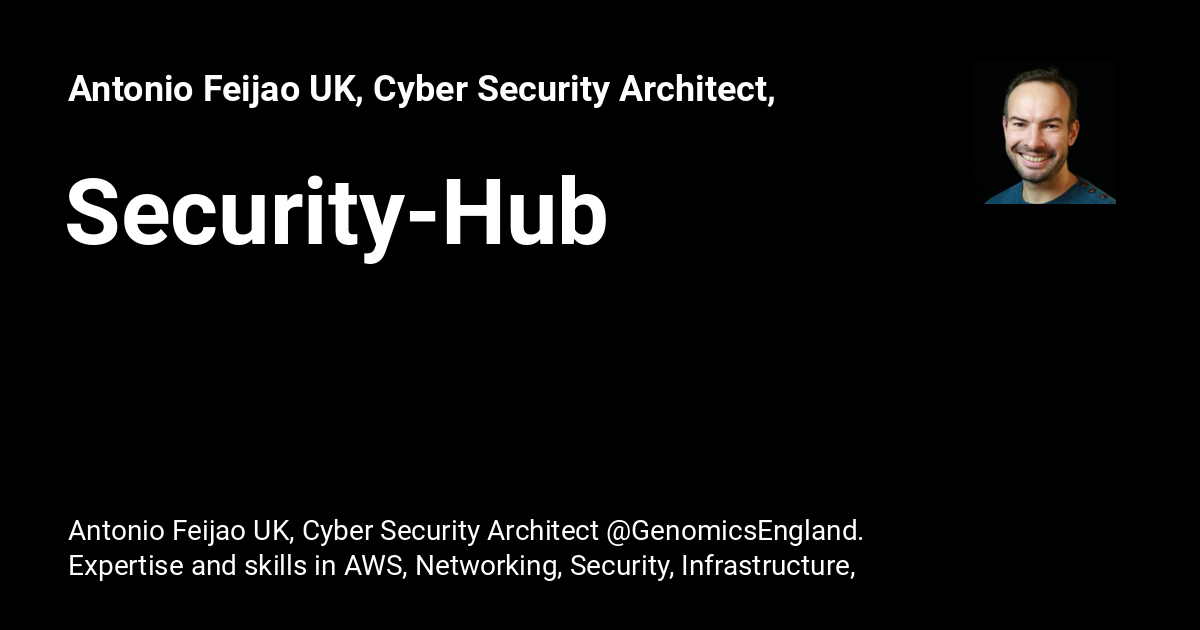 Antonio Feijao UK, Cyber Security Architect,
Security-Hub
Antonio Feijao UK, Cyber Security Architect @GenomicsEngland.
Expertise and skills in AWS, Networking, Security, Infrastructure,